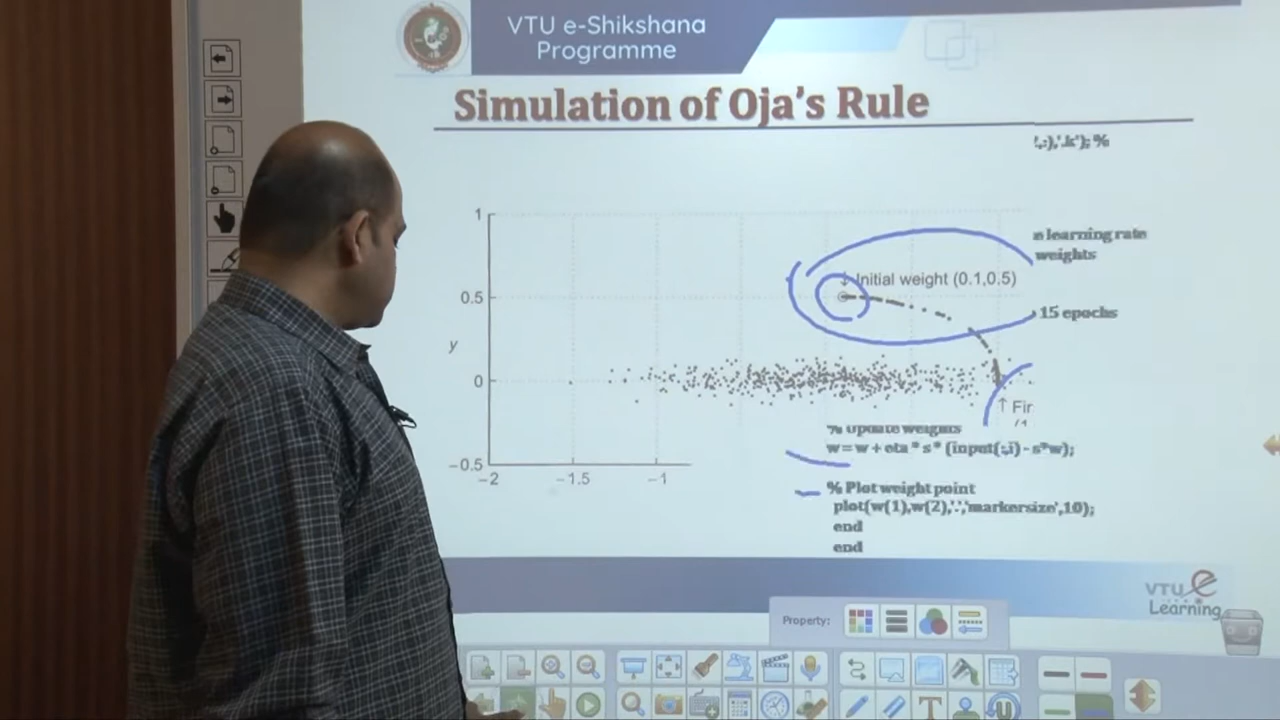 VTU e-Shikshana
Programme
Simulation of Oja's Rule
',:),'.k'); %
1
learning rate
weights
↓ Initial weight (0.1,0.5)
0.5
15 epochs
y
0
↑ Fir
% Update weights
w = w + eta * s * (input(:,i) - s*w);
−0.5
−2
−1.5
−1
% Plot weight point
plot(w(1),w(2),'.','markersize',10);
end
end
VTU e
Learning
Property: